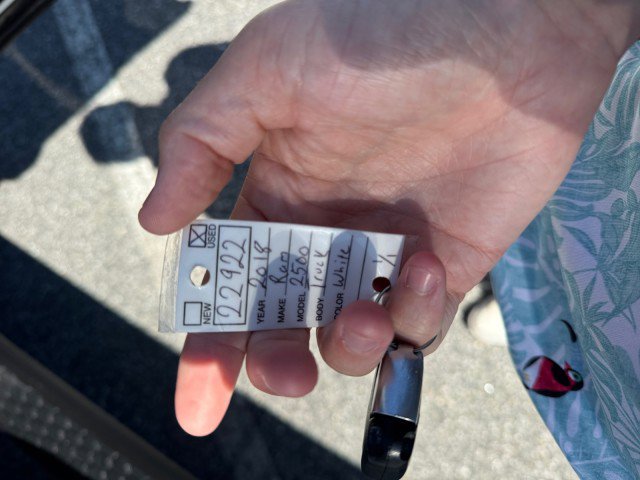 NEW USED
22922
YEAR 2018
MAKE Ram
MODEL 2500
BODY Truck
COLOR White